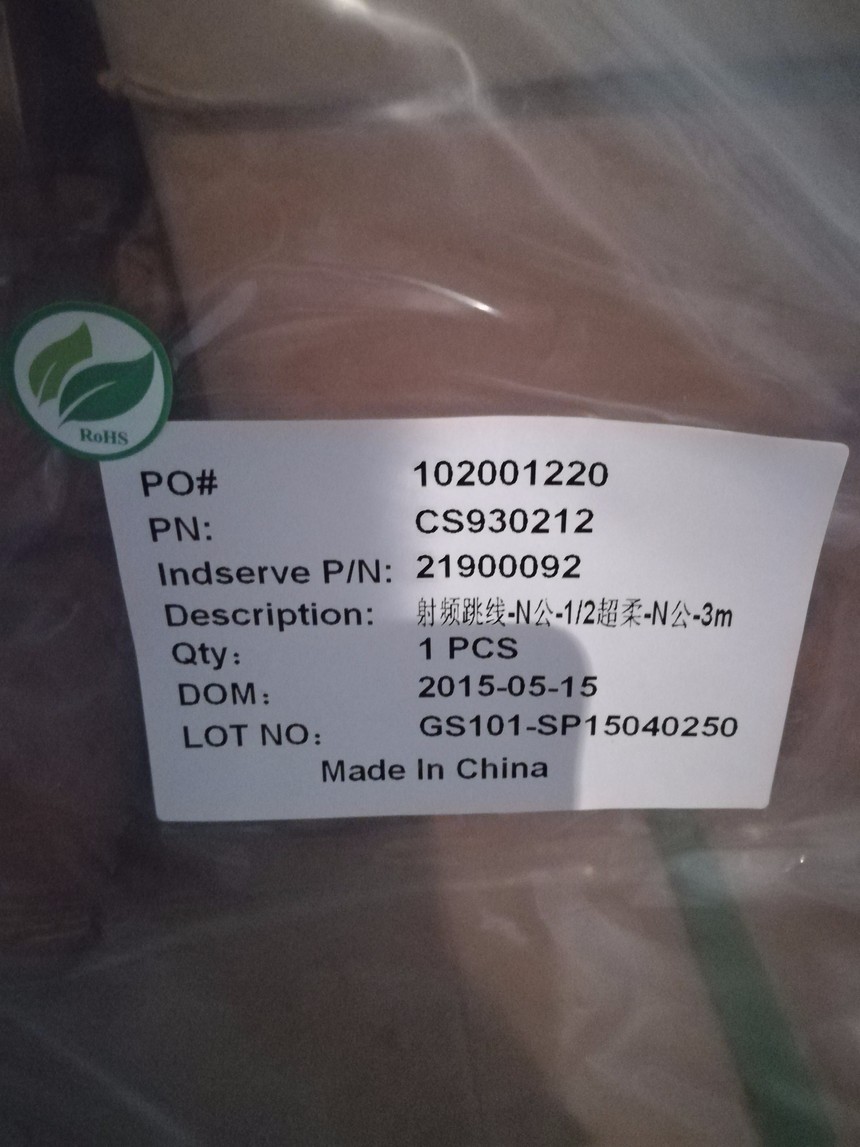 RoHS
PO# 102001220
PN: CS930212
Indserve P/N: 21900092
Description: 射频跳线-N公-1/2超柔-N公-3m
Qty： 1 PCS
DOM： 2015-05-15
LOT NO： GS101-SP15040250
Made In China